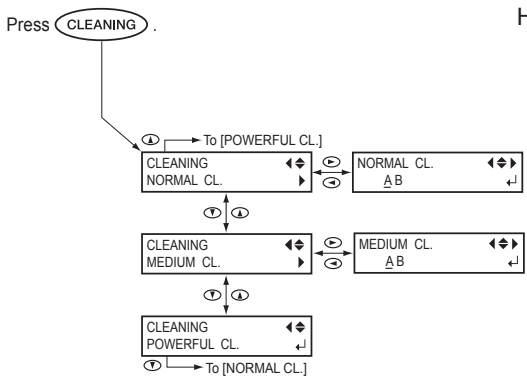 Press CLEANING .
H
To [POWERFUL CL.]
CLEANING
NORMAL CL.
NORMAL CL.
A B
CLEANING
MEDIUM CL.
MEDIUM CL.
A B
CLEANING
POWERFUL CL.
To [NORMAL CL.]